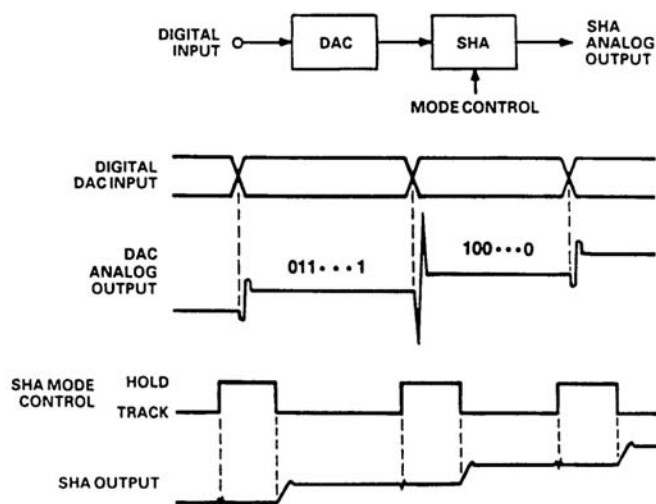 DIGITAL
INPUT
DAC
SHA
SHA
ANALOG
OUTPUT
MODE CONTROL
DIGITAL
DAC INPUT
DAC
ANALOG
OUTPUT
011•••1
100•••0
SHA MODE
CONTROL
HOLD
TRACK
SHA OUTPUT